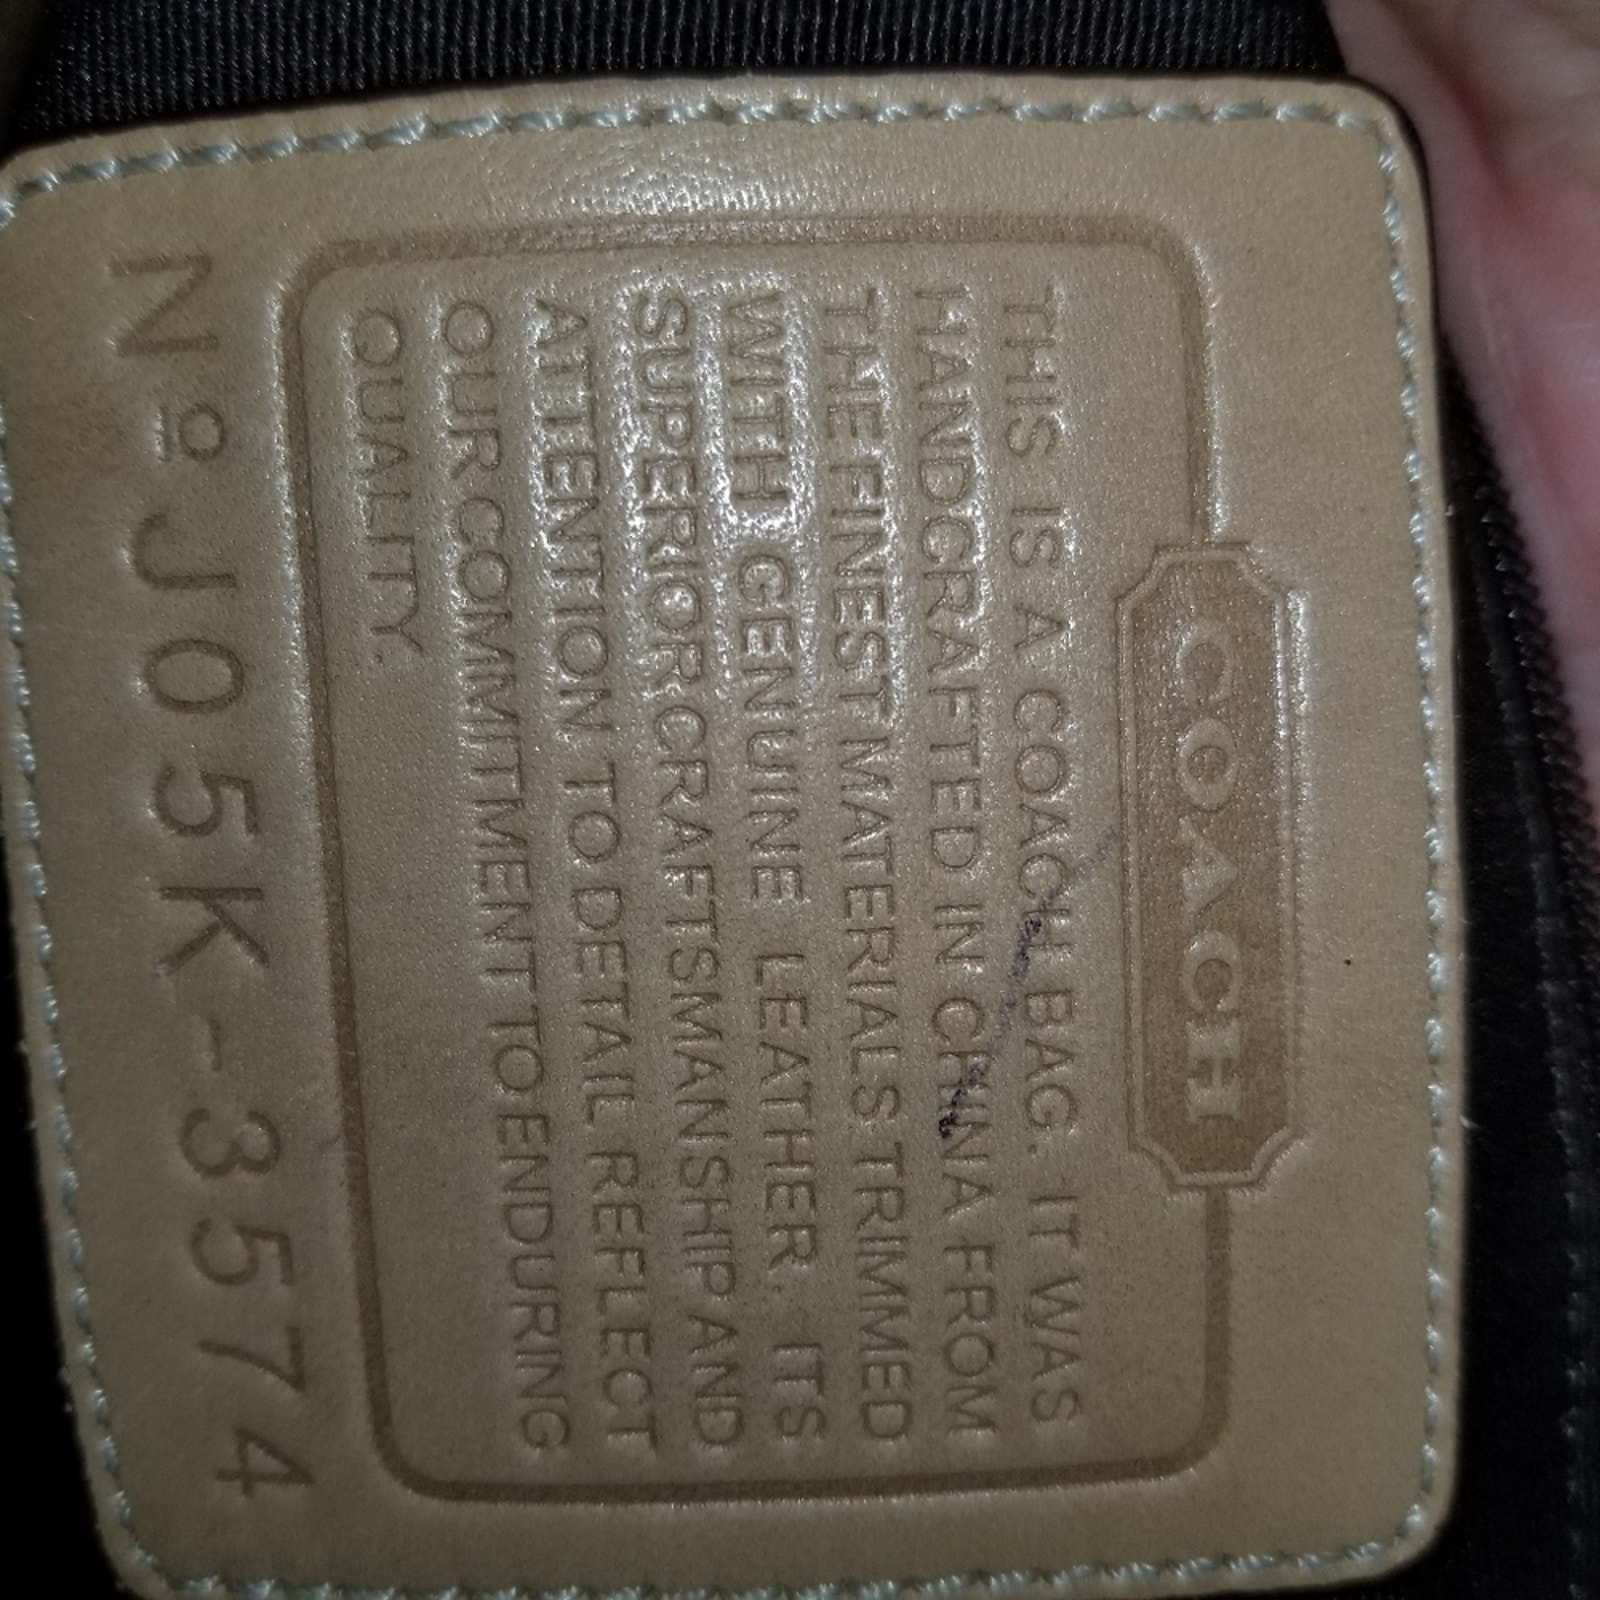 COACH
THIS IS A COACH BAG. IT WAS
HANDCRAFTED IN CHINA FROM
THE FINEST MATERIALS TRIMMED
WITH GENUINE LEATHER. ITS
SUPERIOR CRAFTSMANSHIP AND
ATTENTION TO DETAIL REFLECT
OUR COMMITMENT TO ENDURING
QUALITY.
Nº J05K-3574